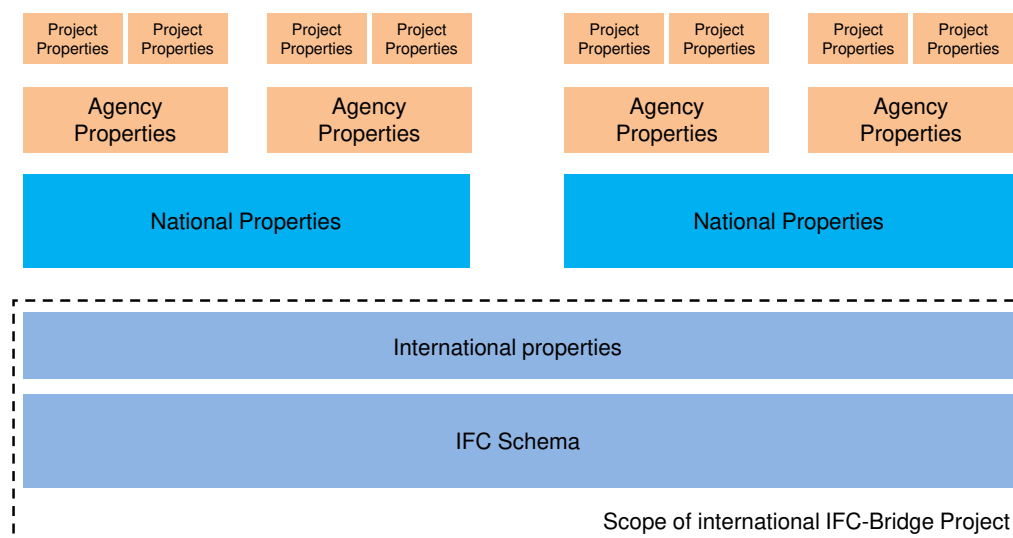 Project
Properties
Project
Properties
Project
Properties
Project
Properties
Project
Properties
Project
Properties
Project
Properties
Project
Properties
Agency
Properties
Agency
Properties
Agency
Properties
Agency
Properties
National Properties
National Properties
International properties
IFC Schema
Scope of international IFC-Bridge Project